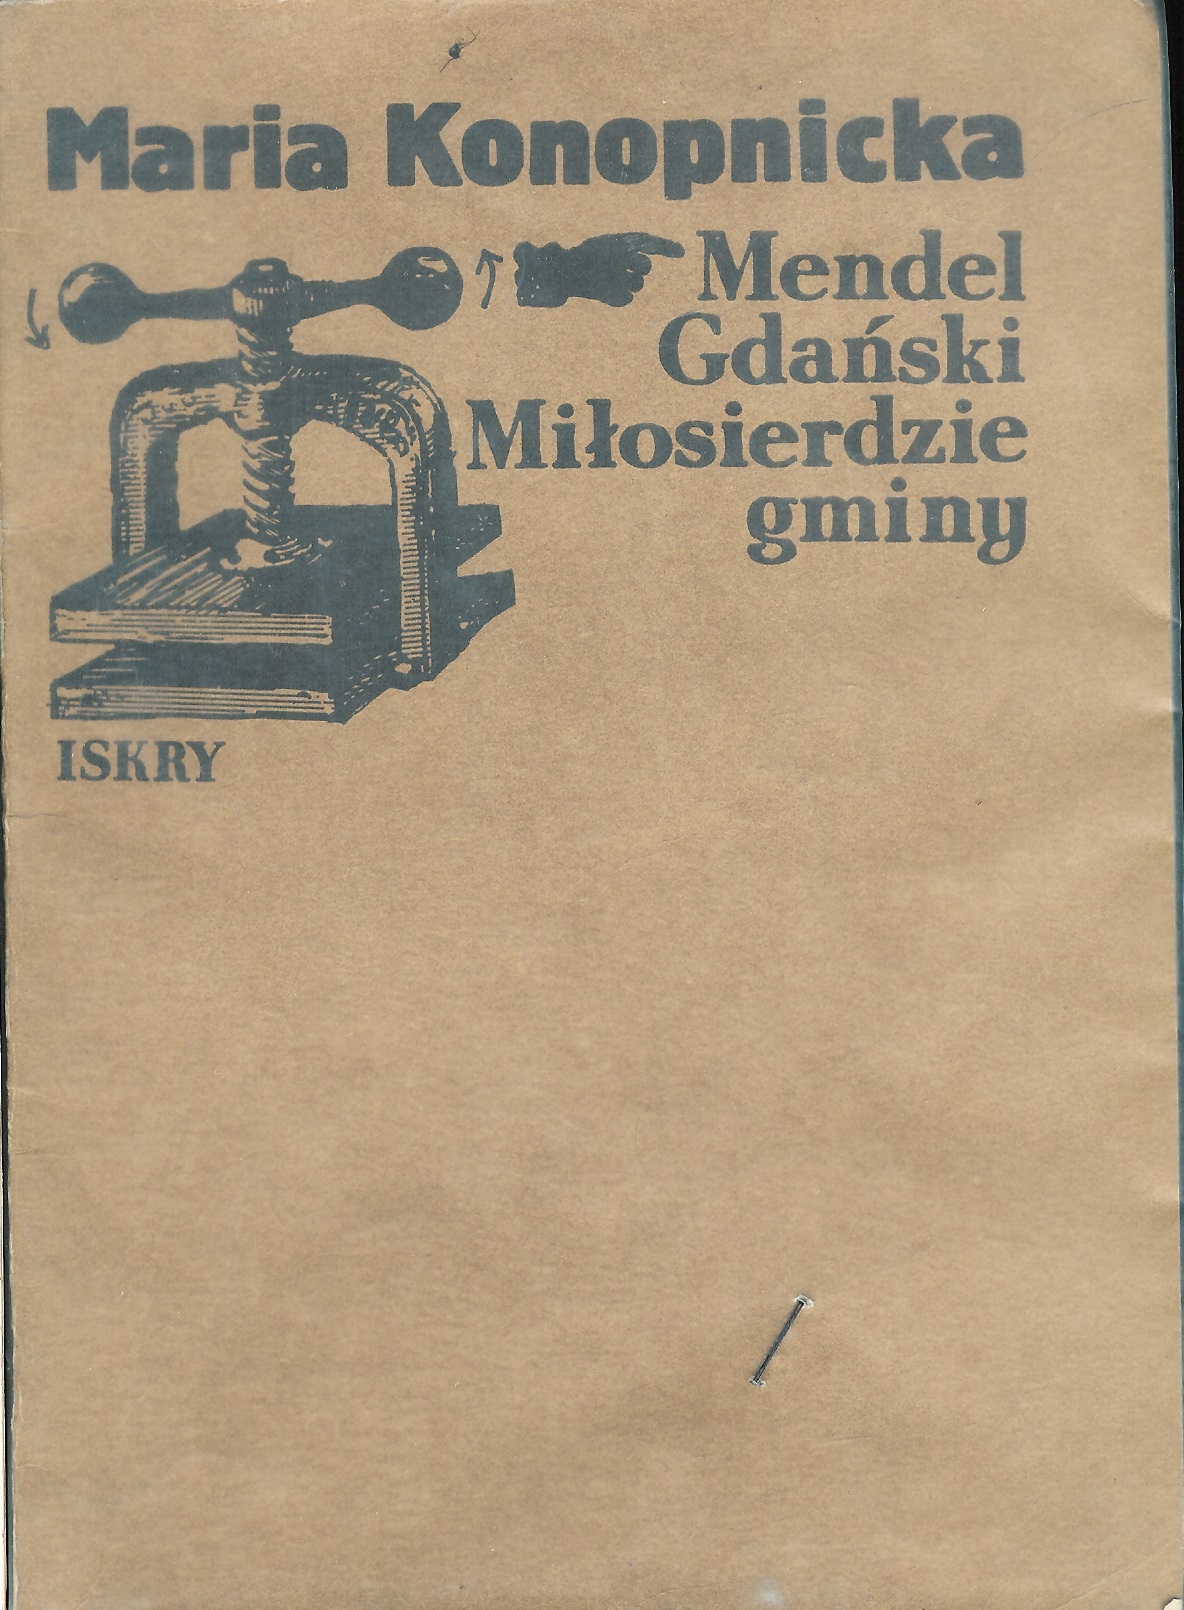 Maria Konopnicka
Mendel
Gdański
Miłosierdzie
gminy
ISKRY